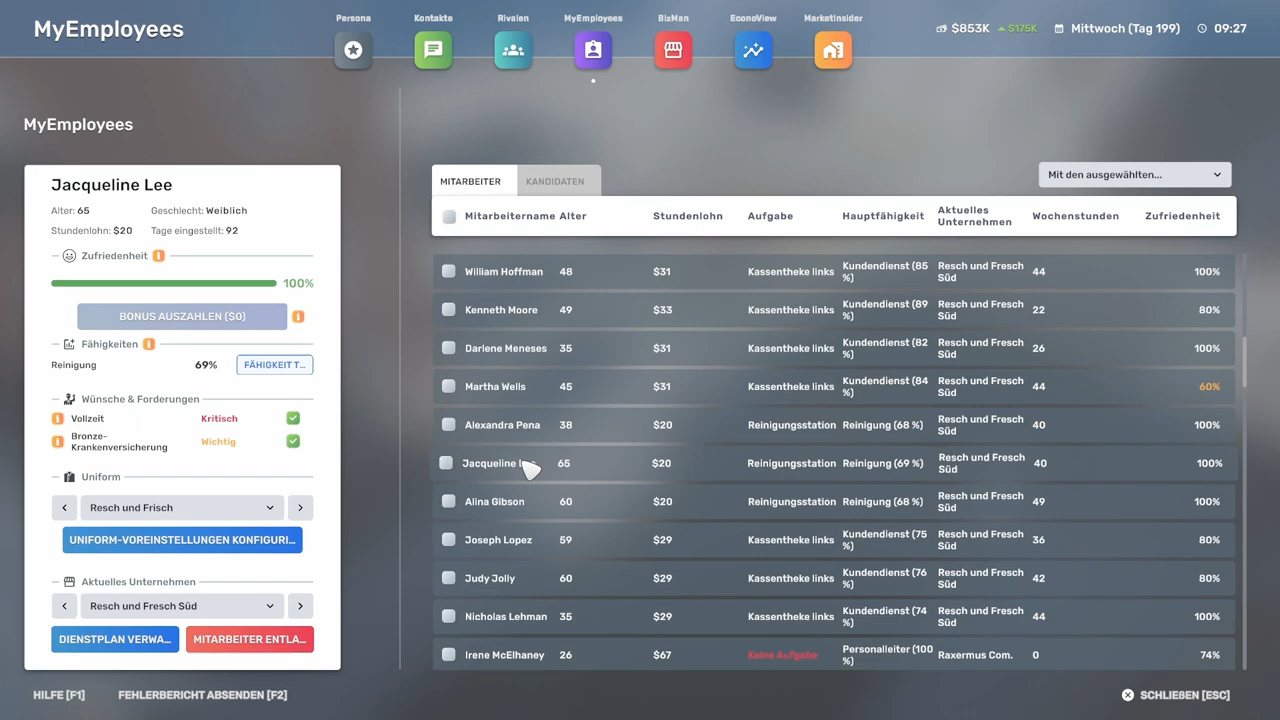 MyEmployees
Persona
Kontakte
Rivalen
MyEmployees
BizMan
EconoView
MarketInsider
$853K
$175K
Mittwoch (Tag 199)
09:27
MyEmployees
Jacqueline Lee
Alter: 65
Geschlecht: Weiblich
Stundenlohn: $20
Tage eingestellt: 92
Zufriedenheit
100%
BONUS AUSZAHLEN ($0)
Fähigkeiten
Reinigung
69%
FÄHIGKEIT T...
Wünsche & Forderungen
Vollzeit
Kritisch
Bronze-
Krankenversicherung
Wichtig
Uniform
Resch und Frisch
UNIFORM-VOREINSTELLUNGEN KONFIGURI...
Aktuelles Unternehmen
Resch und Fresch Süd
DIENSTPLAN VERWA...
MITARBEITER ENTLA...
MITARBEITER
KANDIDATEN
Mit den ausgewählten...
Mitarbeitername
Alter
Stundenlohn
Aufgabe
Hauptfähigkeit
Aktuelles
Unternehmen
Wochenstunden
Zufriedenheit
William Hoffman
48
$31
Kassentheke links
Kundendienst (85
%)
Resch und Fresch
Süd
44
100%
Kenneth Moore
49
$33
Kassentheke links
Kundendienst (89
%)
Resch und Fresch
Süd
22
80%
Darlene Meneses
35
$31
Kassentheke links
Kundendienst (82
%)
Resch und Fresch
Süd
26
100%
Martha Wells
45
$31
Kassentheke links
Kundendienst (84
%)
Resch und Fresch
Süd
44
60%
Alexandra Pena
38
$20
Reinigungsstation
Reinigung (68 %)
Resch und Fresch
Süd
40
100%
Jacqueline
65
$20
Reinigungsstation
Reinigung (69 %)
Resch und Fresch
Süd
40
100%
Alina Gibson
60
$20
Reinigungsstation
Reinigung (68 %)
Resch und Fresch
Süd
49
100%
Joseph Lopez
59
$29
Kassentheke links
Kundendienst (75
%)
Resch und Fresch
Süd
36
80%
Judy Jolly
60
$29
Kassentheke links
Kundendienst (76
%)
Resch und Fresch
Süd
42
80%
Nicholas Lehman
35
$29
Kassentheke links
Kundendienst (74
%)
Resch und Fresch
Süd
44
100%
Irene McElhaney
26
$67
Keine Aufgabe
Personalleiter (100
%)
Raxermus Com.
0
74%
HILFE [F1]
FEHLERBERICHT ABSENDEN [F2]
SCHLIEßEN [ESC]